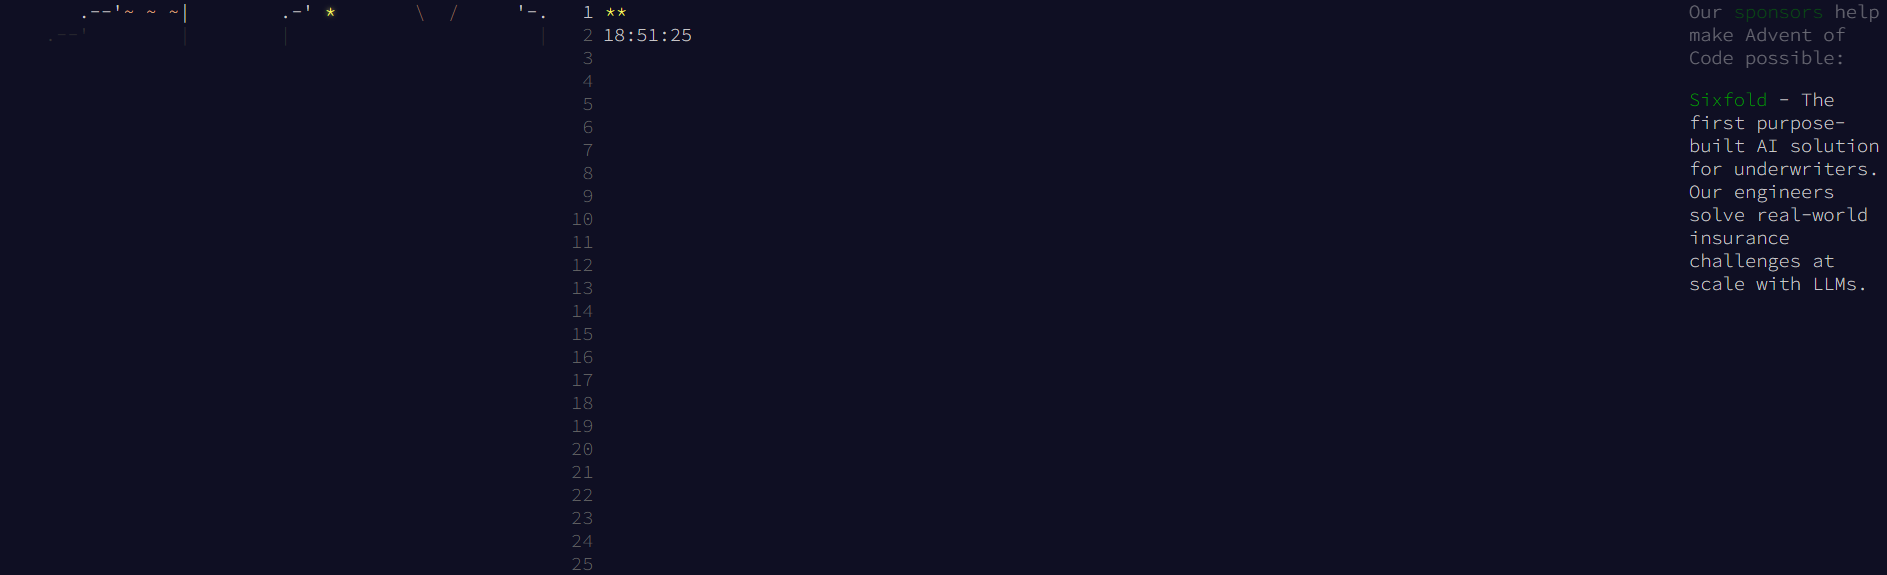 .--'~ ~ ~|        .-' *       \  /     '-.   1 **
.--'        |        |                      |   2 18:51:25
3
4
5
6
7
8
9
10
11
12
13
14
15
16
17
18
19
20
21
22
23
24
25
Our sponsors help
make Advent of
Code possible:
Sixfold - The
first purpose-
built AI solution
for underwriters.
Our engineers
solve real-world
insurance
challenges at
scale with LLMs.